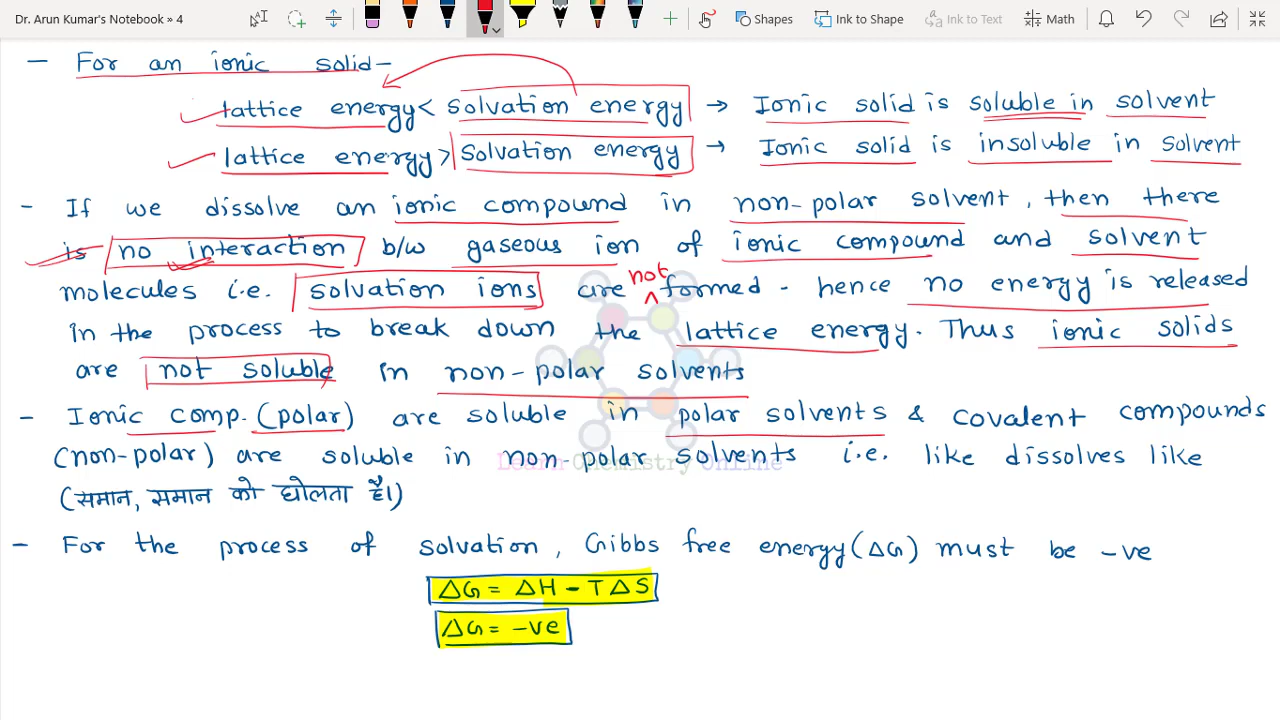 Dr. Arun Kumar's Notebook » 4
Shapes
Ink to Shape
Ink to Text
Math
– For an ionic solid–
lattice energy < solvation energy → Ionic solid is soluble in solvent
lattice energy > Solvation energy → Ionic solid is insoluble in solvent
- If we dissolve an ionic compound in non-polar solvent, then there
is no interaction b/w gaseous ion of ionic compound and solvent
not
molecules i.e. solvation ions are ^ formed - hence no energy is released
in the process to break down the lattice energy. Thus ionic solids
are not soluble in non-polar solvents
- Ionic comp. (polar) are soluble in polar solvents & covalent compounds
(non-polar) are soluble in non-polar solvents i.e. like dissolves like
Learn Chemistry Online
(समान, समान को घोलता है।)
- For the process of solvation, Gibbs free energy (ΔG) must be -ve
ΔG = ΔH - TΔS
ΔG = -ve